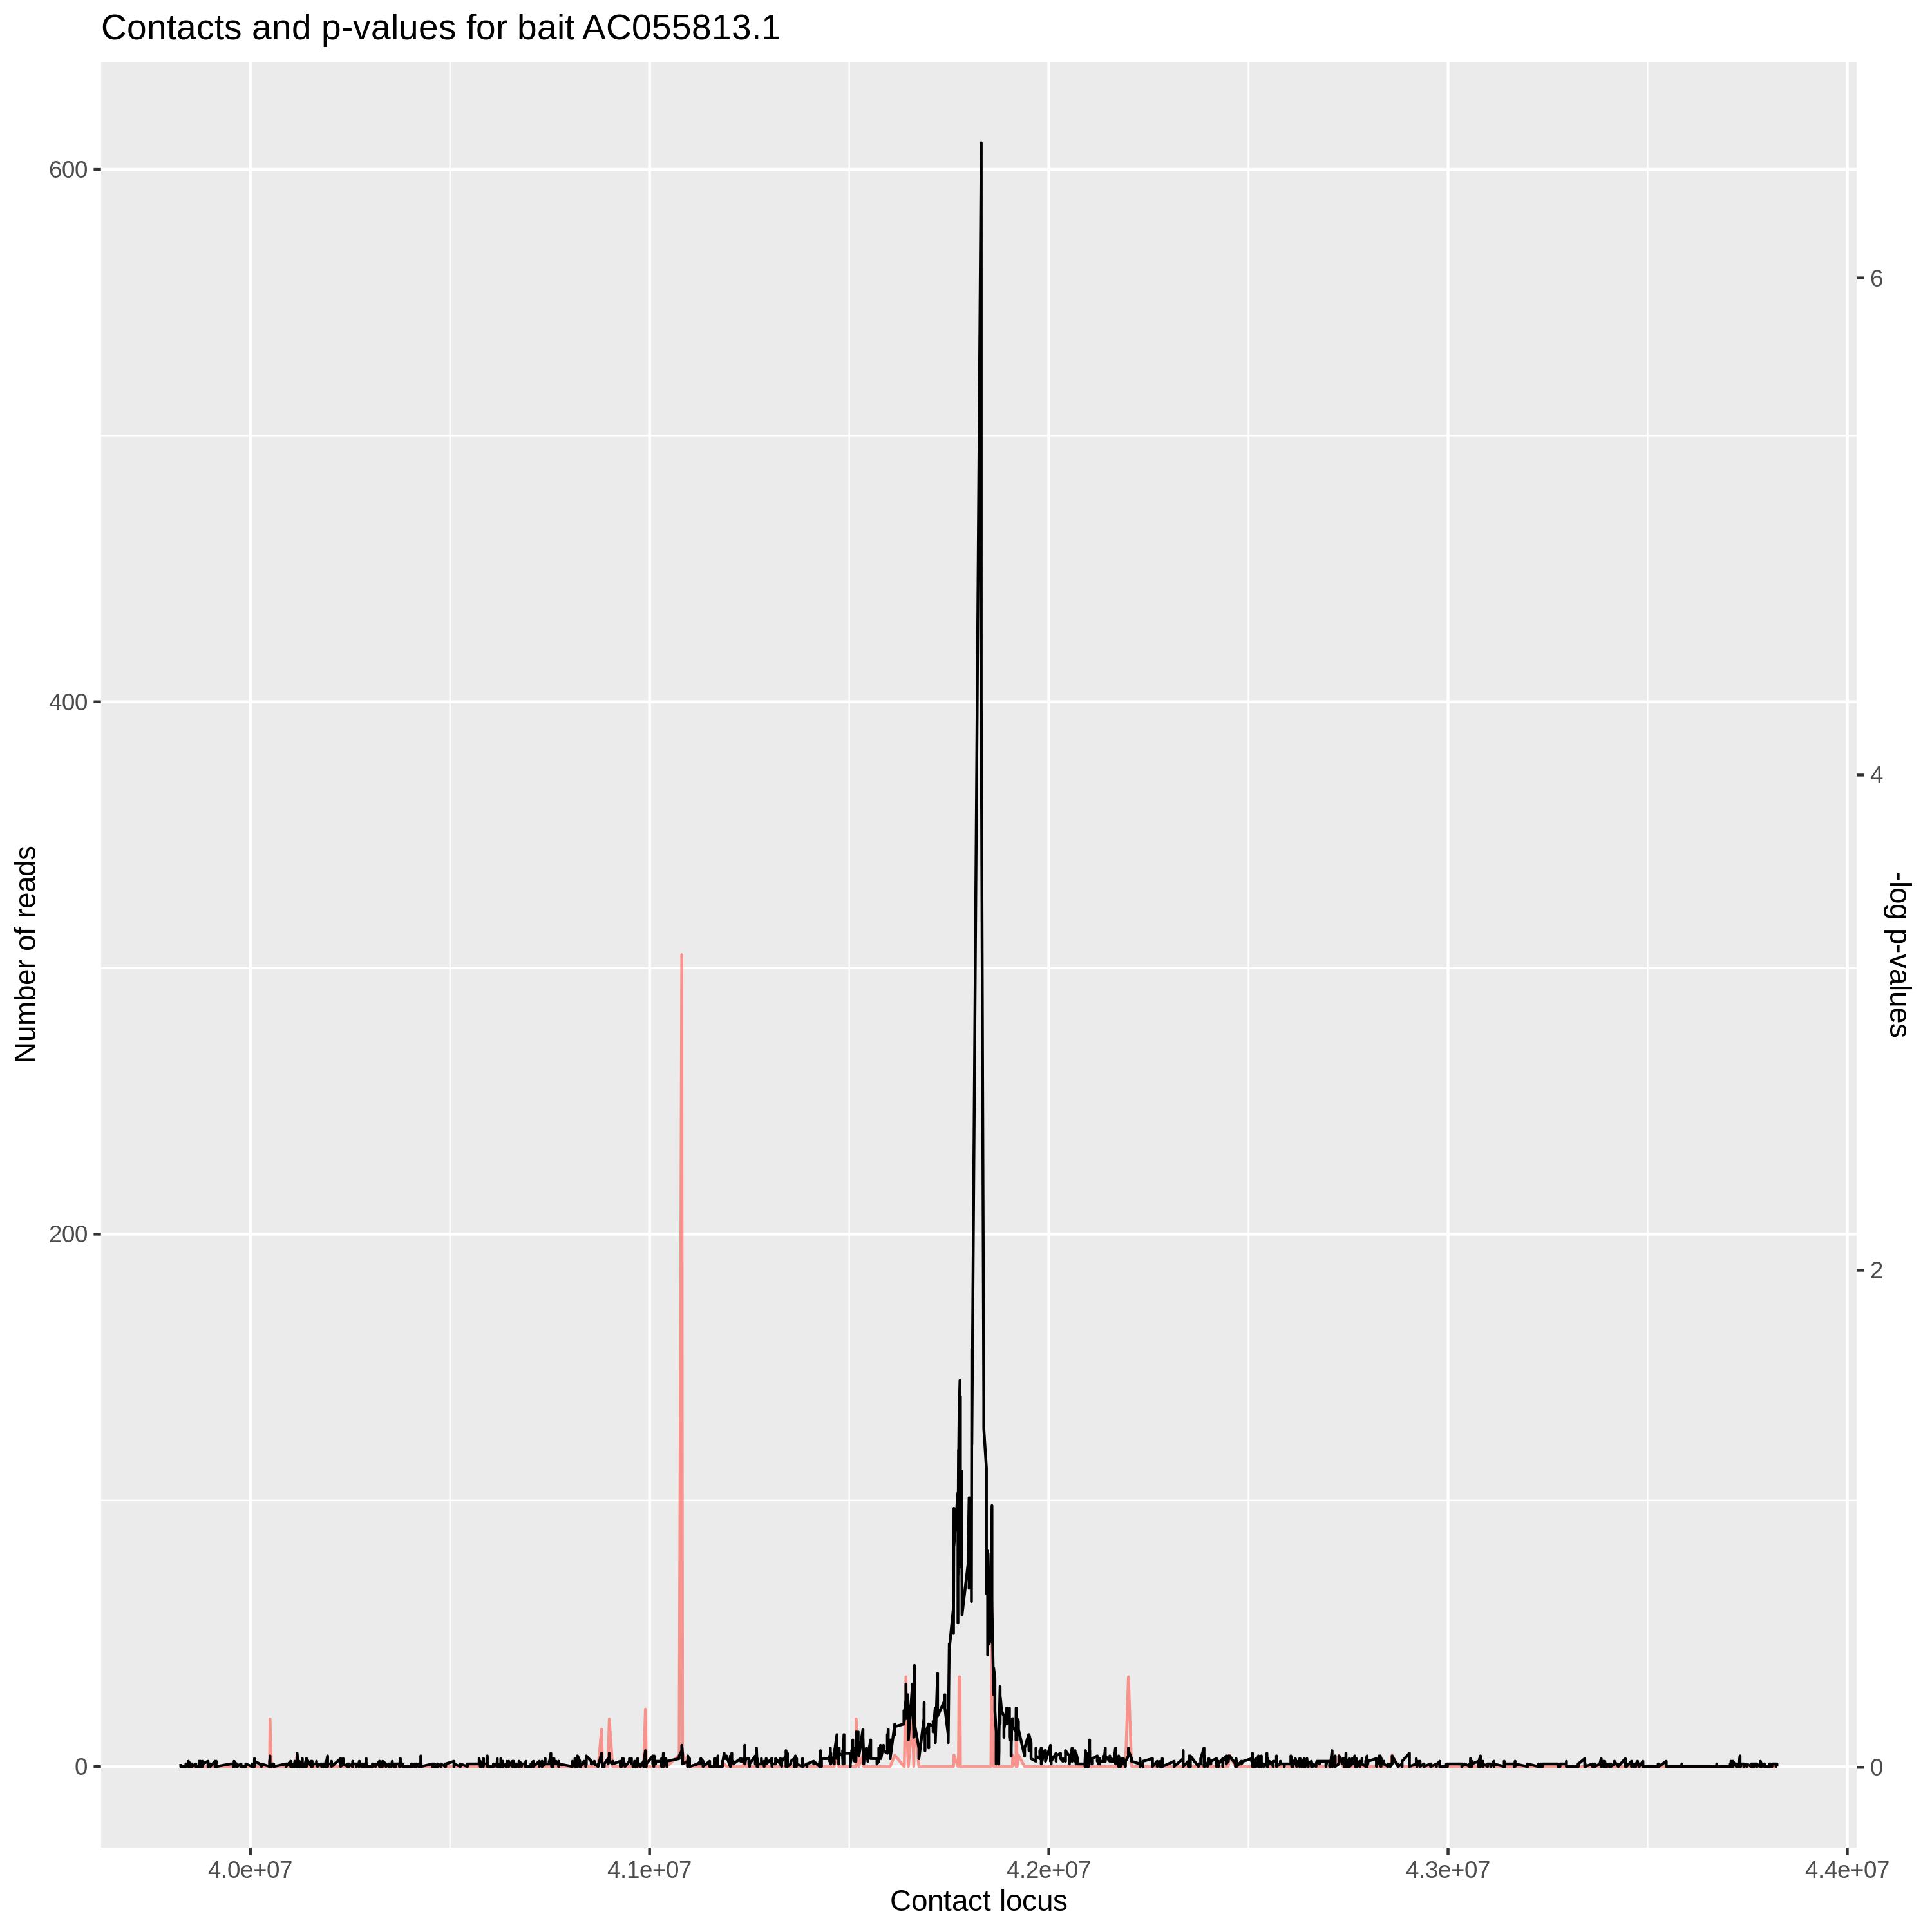 Contacts and p-values for bait AC055813.1
600
400
200
0
Number of reads
6
4
2
0
-log p-values
4.0e+07 4.1e+07 4.2e+07 4.3e+07 4.4e+07
Contact locus